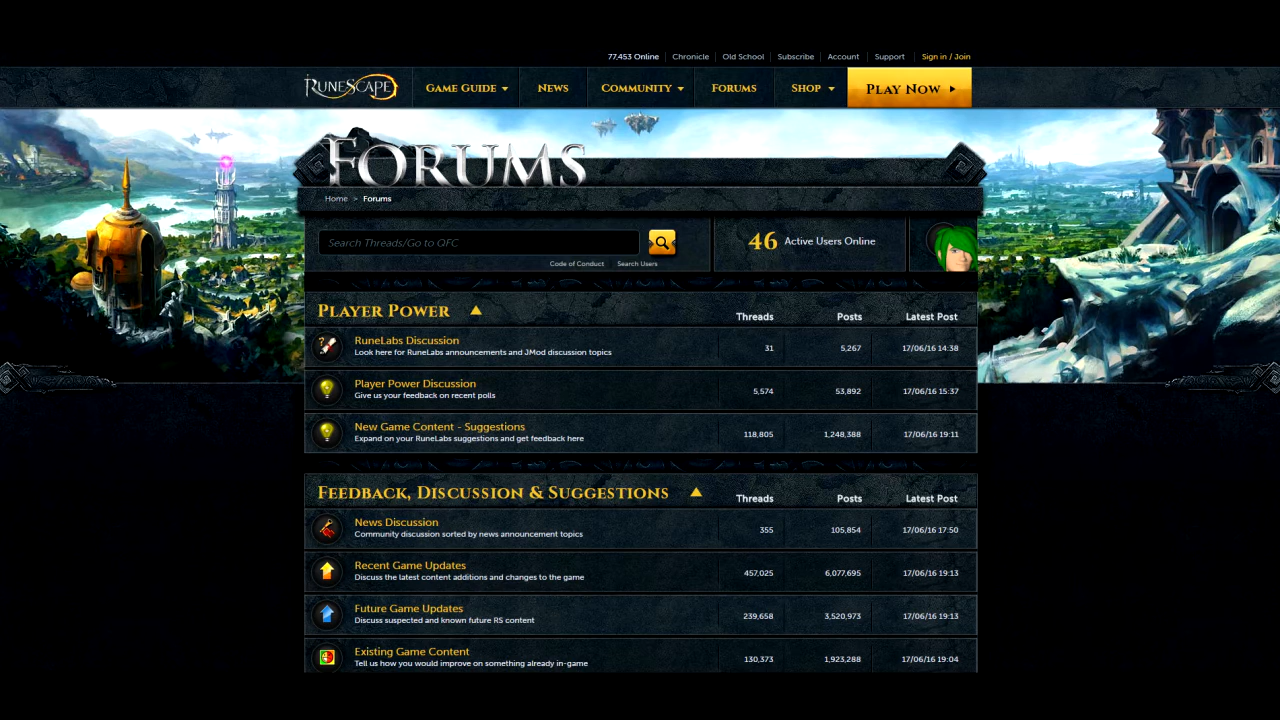 77,453 Online Chronicle Old School Subscribe Account Support Sign in / Join
RuneScape GAME GUIDE NEWS COMMUNITY FORUMS SHOP PLAY NOW
FORUMS
Home > Forums
Search Threads/Go to QFC 46 Active Users Online
Code of Conduct Search Users
PLAYER POWER Threads Posts Latest Post
RuneLabs Discussion
Look here for RuneLabs announcements and JMod discussion topics 31 5,267 17/06/16 14:38
Player Power Discussion
Give us your feedback on recent polls 5,574 53,892 17/06/16 15:37
New Game Content - Suggestions
Expand on your RuneLabs suggestions and get feedback here 118,805 1,248,388 17/06/16 19:11
FEEDBACK, DISCUSSION & SUGGESTIONS Threads Posts Latest Post
News Discussion
Community discussion sorted by news announcement topics 355 105,854 17/06/16 17:50
Recent Game Updates
Discuss the latest content additions and changes to the game 457,025 6,077,695 17/06/16 19:13
Future Game Updates
Discuss suspected and known future RS content 239,658 3,520,973 17/06/16 19:13
Existing Game Content
Tell us how you would improve on something already in-game 130,373 1,923,288 17/06/16 19:04